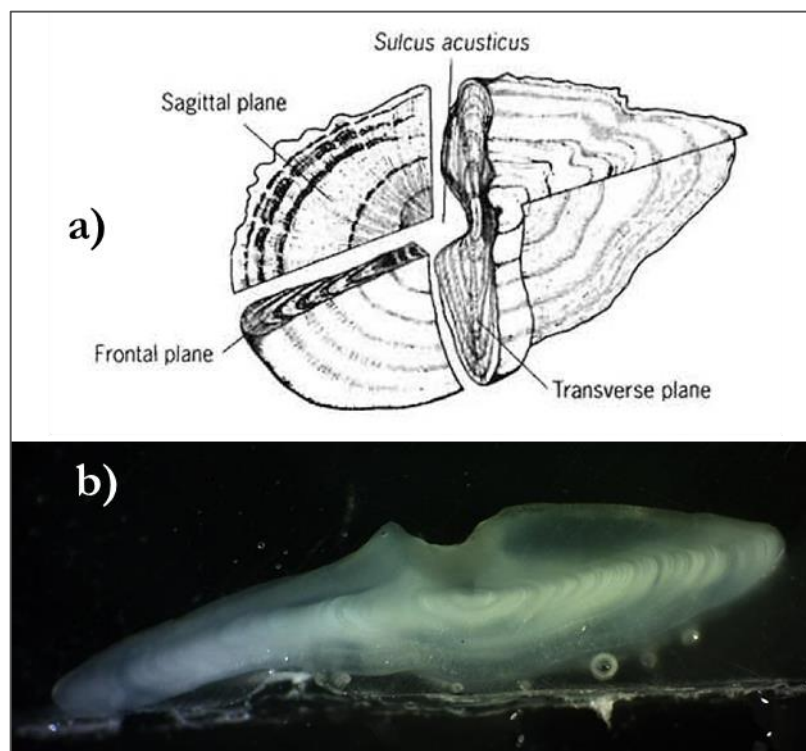 Sulcus acusticus
Sagittal plane
a)
Frontal plane
Transverse plane
b)